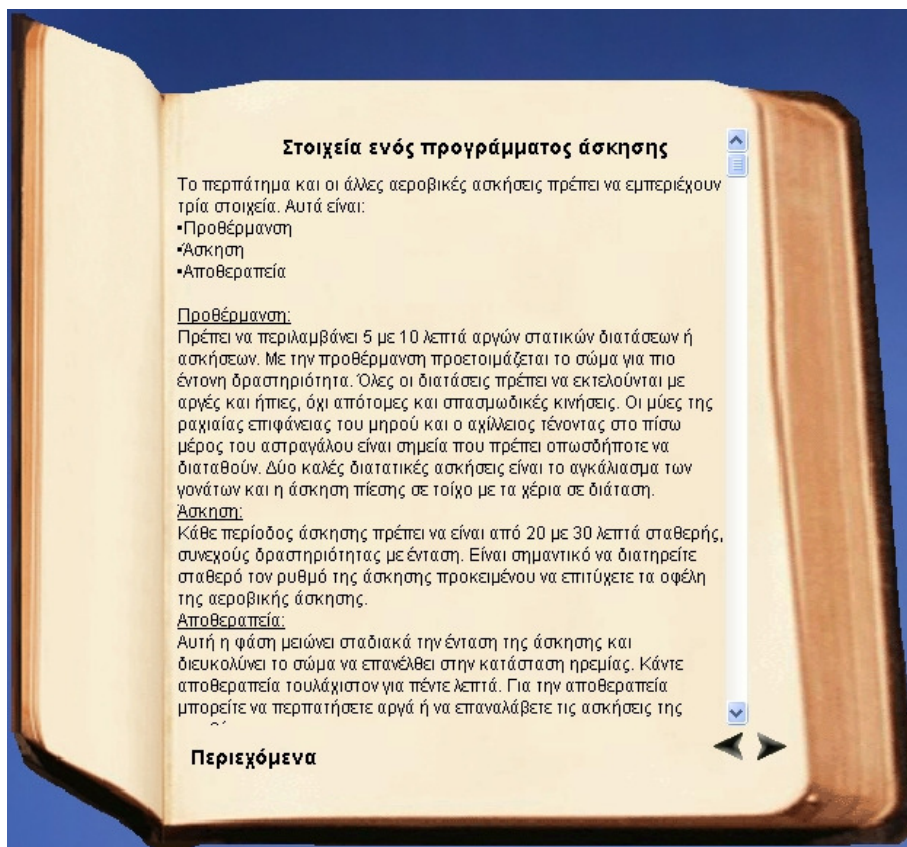 Στοιχεία ενός προγράμματος άσκησης
Το περπάτημα και οι άλλες αεροβικές ασκήσεις πρέπει να εμπεριέχουν
τρία στοιχεία. Αυτά είναι:
▪Προθέρμανση
▪Άσκηση
▪Αποθεραπεία
Προθέρμανση:
Πρέπει να περιλαμβάνει 5 με 10 λεπτά αργών στατικών διατάσεων ή
ασκήσεων. Με την προθέρμανση προετοιμάζεται το σώμα για πιο
έντονη δραστηριότητα. Όλες οι διατάσεις πρέπει να εκτελούνται με
αργές και ήπιες, όχι απότομες και σπασμωδικές κινήσεις. Οι μύες της
ραχιαίας επιφάνειας του μηρού και ο αχίλλειος τένοντας στο πίσω
μέρος του αστραγάλου είναι σημεία που πρέπει οπωσδήποτε να
διαταθούν. Δύο καλές διατατικές ασκήσεις είναι το αγκάλιασμα των
γονάτων και η άσκηση πίεσης σε τοίχο με τα χέρια σε διάταση.
Άσκηση:
Κάθε περίοδος άσκησης πρέπει να είναι από 20 με 30 λεπτά σταθερής,
συνεχούς δραστηριότητας με ένταση. Είναι σημαντικό να διατηρείτε
σταθερό τον ρυθμό της άσκησης προκειμένου να επιτύχετε τα οφέλη
της αεροβικής άσκησης.
Αποθεραπεία:
Αυτή η φάση μειώνει σταδιακά την ένταση της άσκησης και
διευκολύνει το σώμα να επανέλθει στην κατάσταση ηρεμίας. Κάντε
αποθεραπεία τουλάχιστον για πέντε λεπτά. Για την αποθεραπεία
μπορείτε να περπατήσετε αργά ή να επαναλάβετε τις ασκήσεις της
Περιεχόμενα